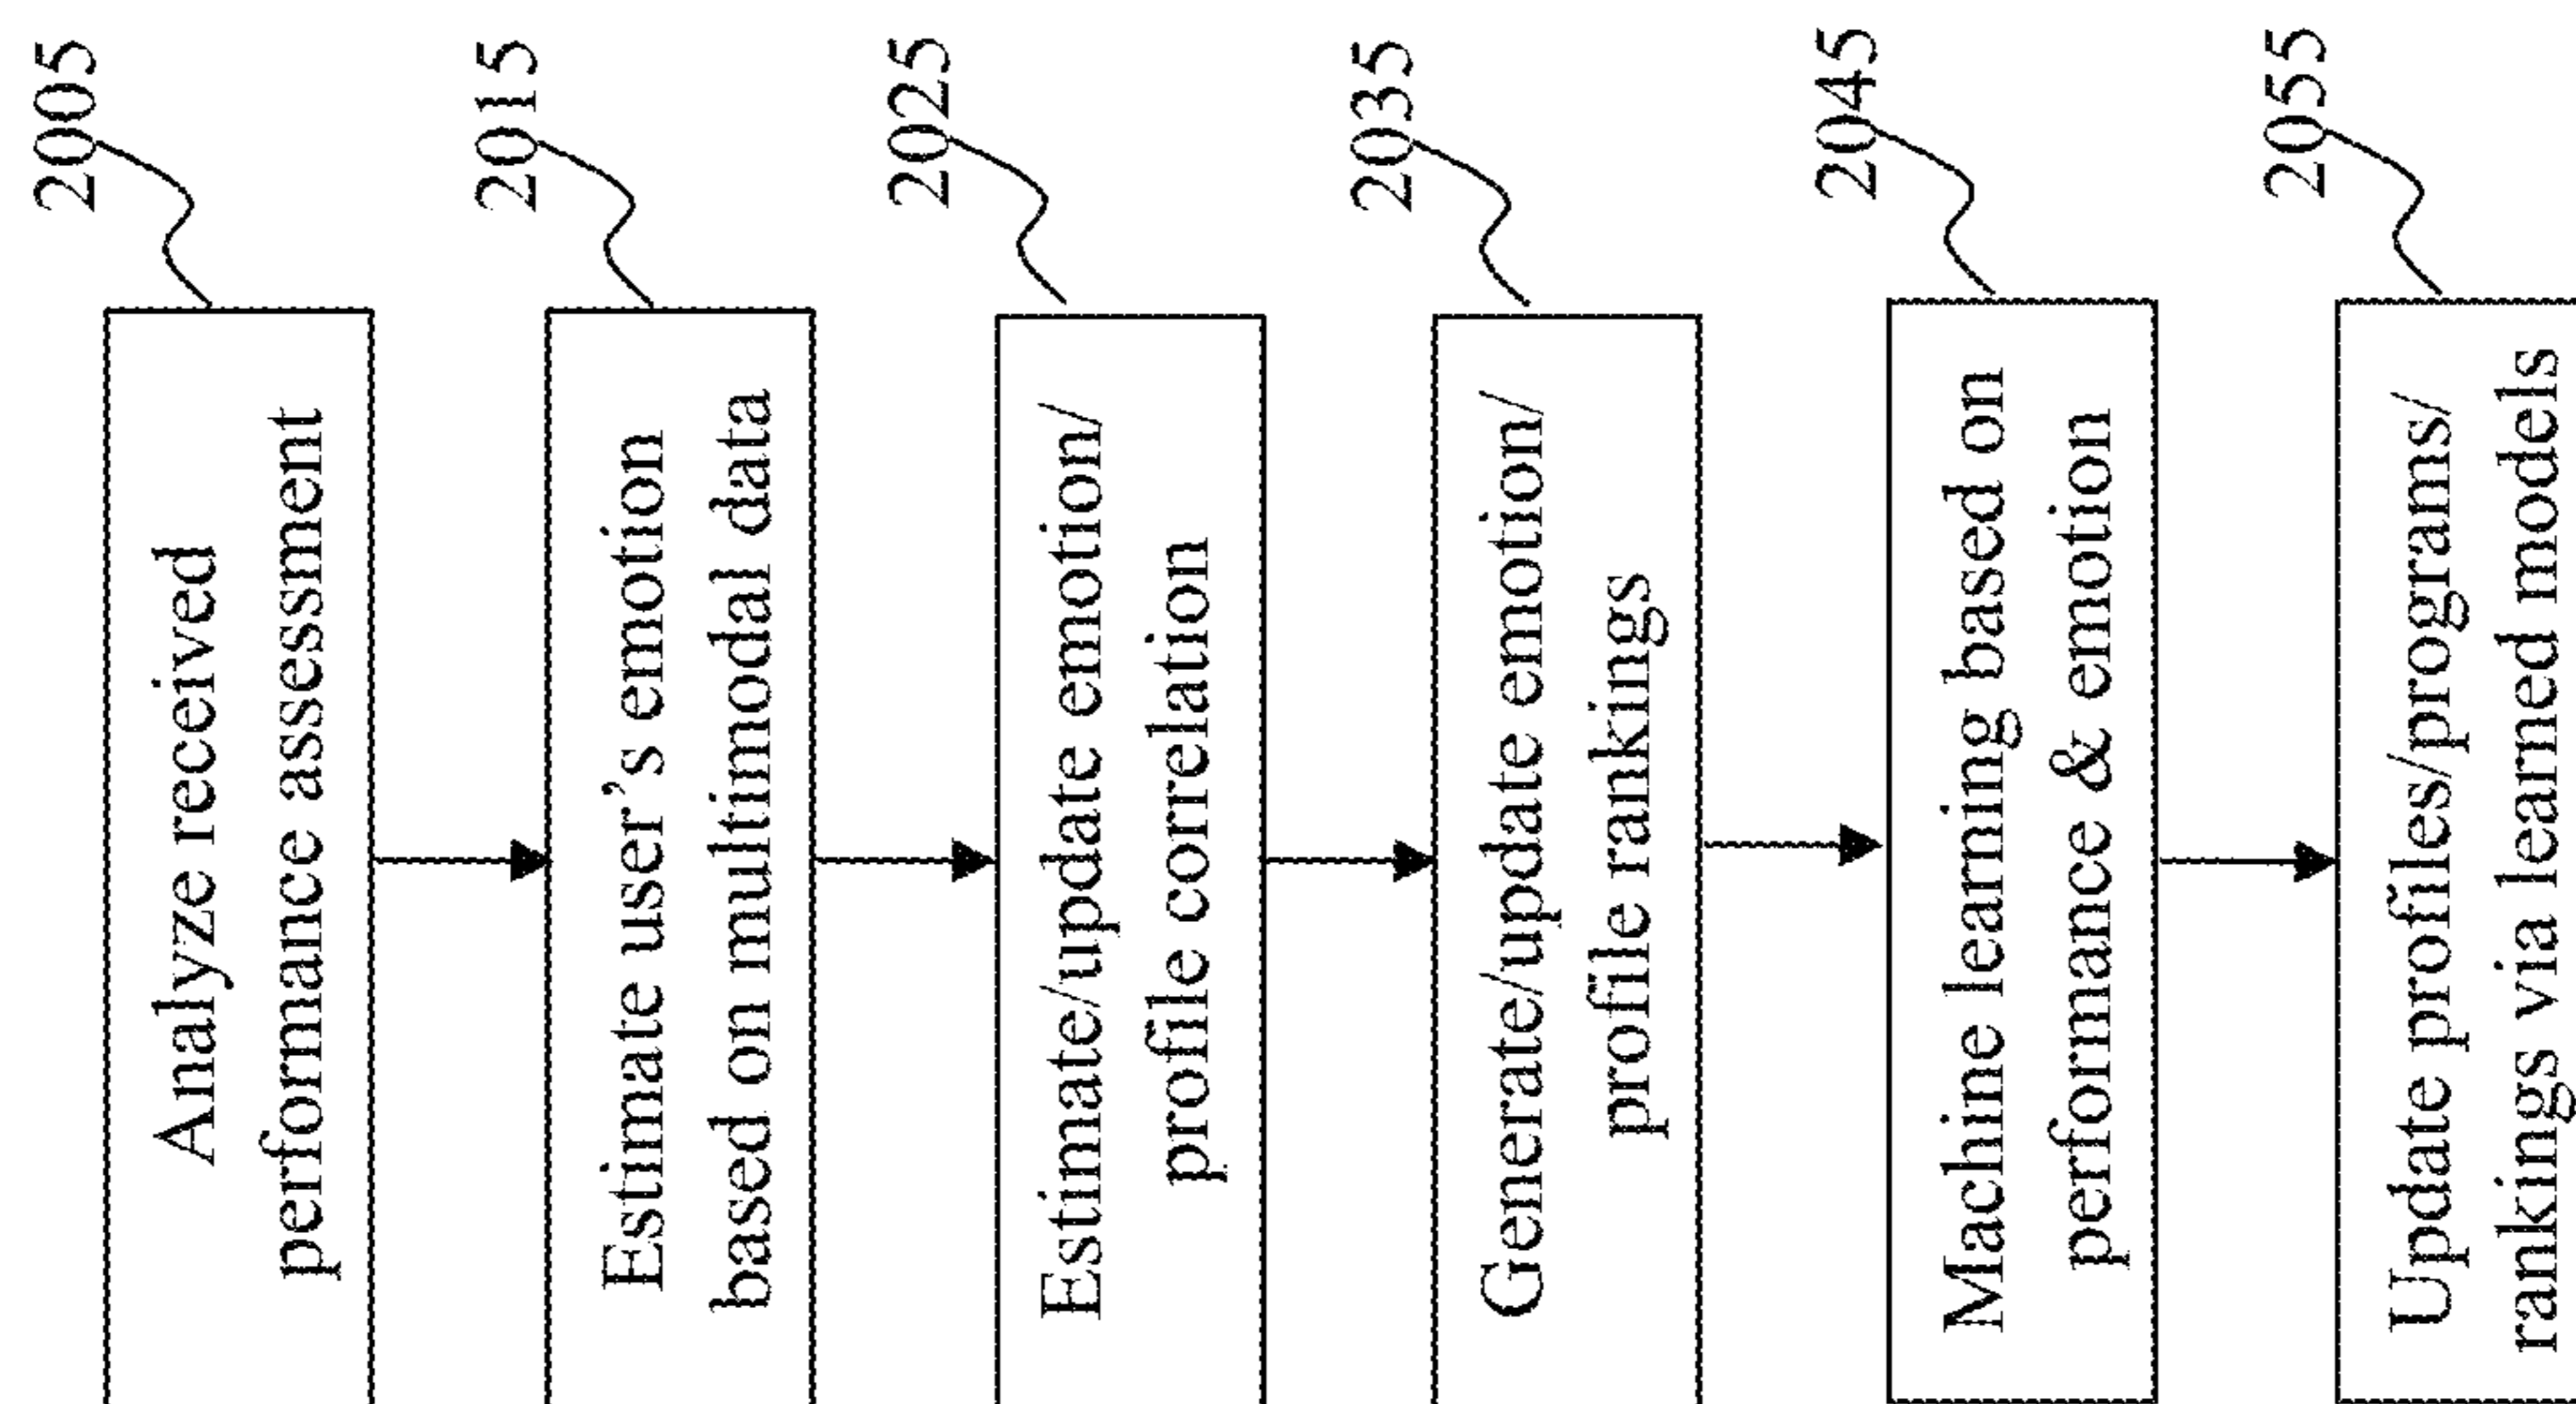 2005
Analyze received
performance assessment
2015
Estimate user’s emotion
based on multimodal data
2025
Estimate/update emotion/
profile correlation
2035
Generate/update emotion/
profile rankings
2045
Machine learning based on
performance & emotion
2055
Update profiles/programs/
rankings via learned models